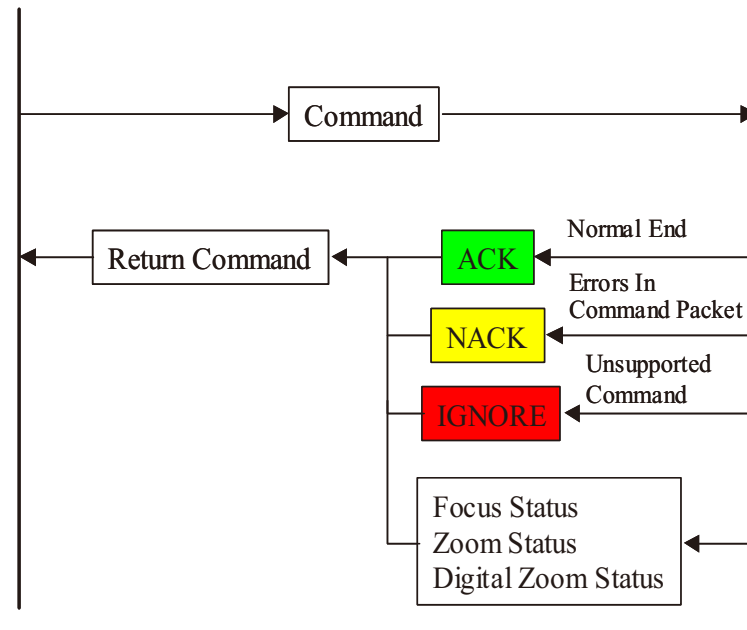 Command
Normal End
Return Command
ACK
Errors In
Command Packet
NACK
Unsupported
Command
IGNORE
Focus Status
Zoom Status
Digital Zoom Status